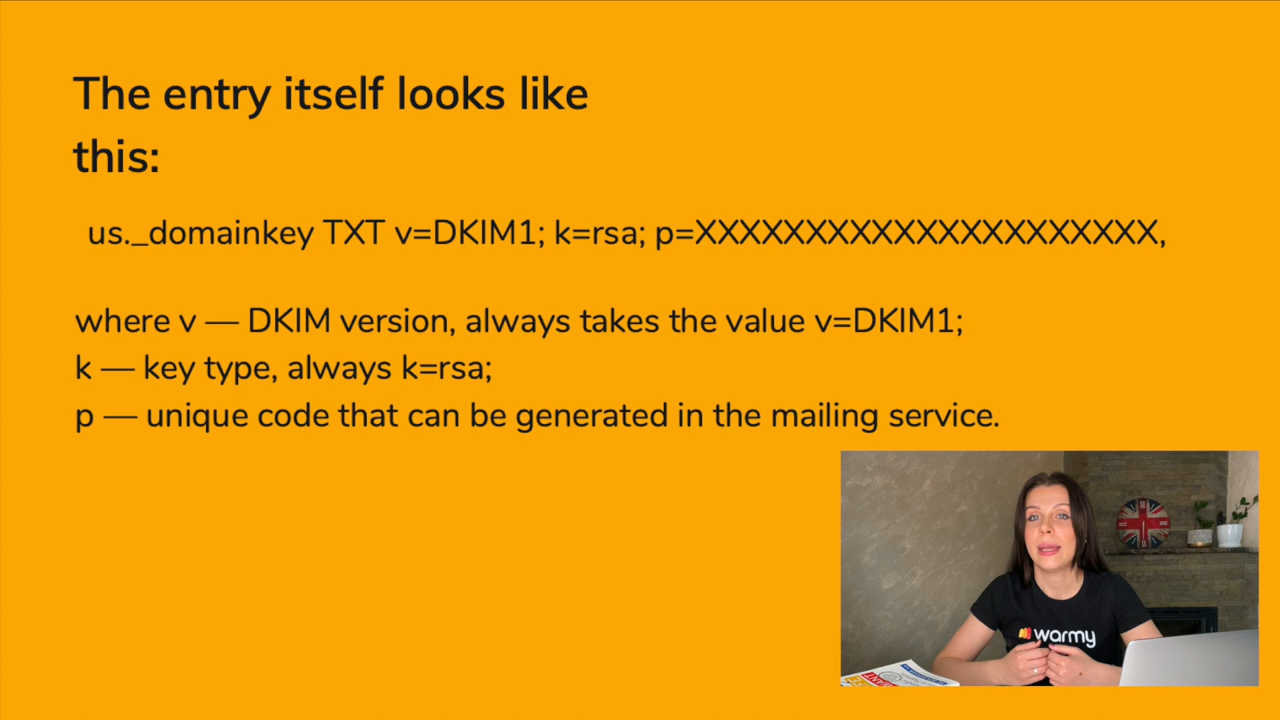 The entry itself looks like
this:
us._domainkey TXT v=DKIM1; k=rsa; p=XXXXXXXXXXXXXXXXXXXXX,
where v — DKIM version, always takes the value v=DKIM1;
k — key type, always k=rsa;
p — unique code that can be generated in the mailing service.
warmy